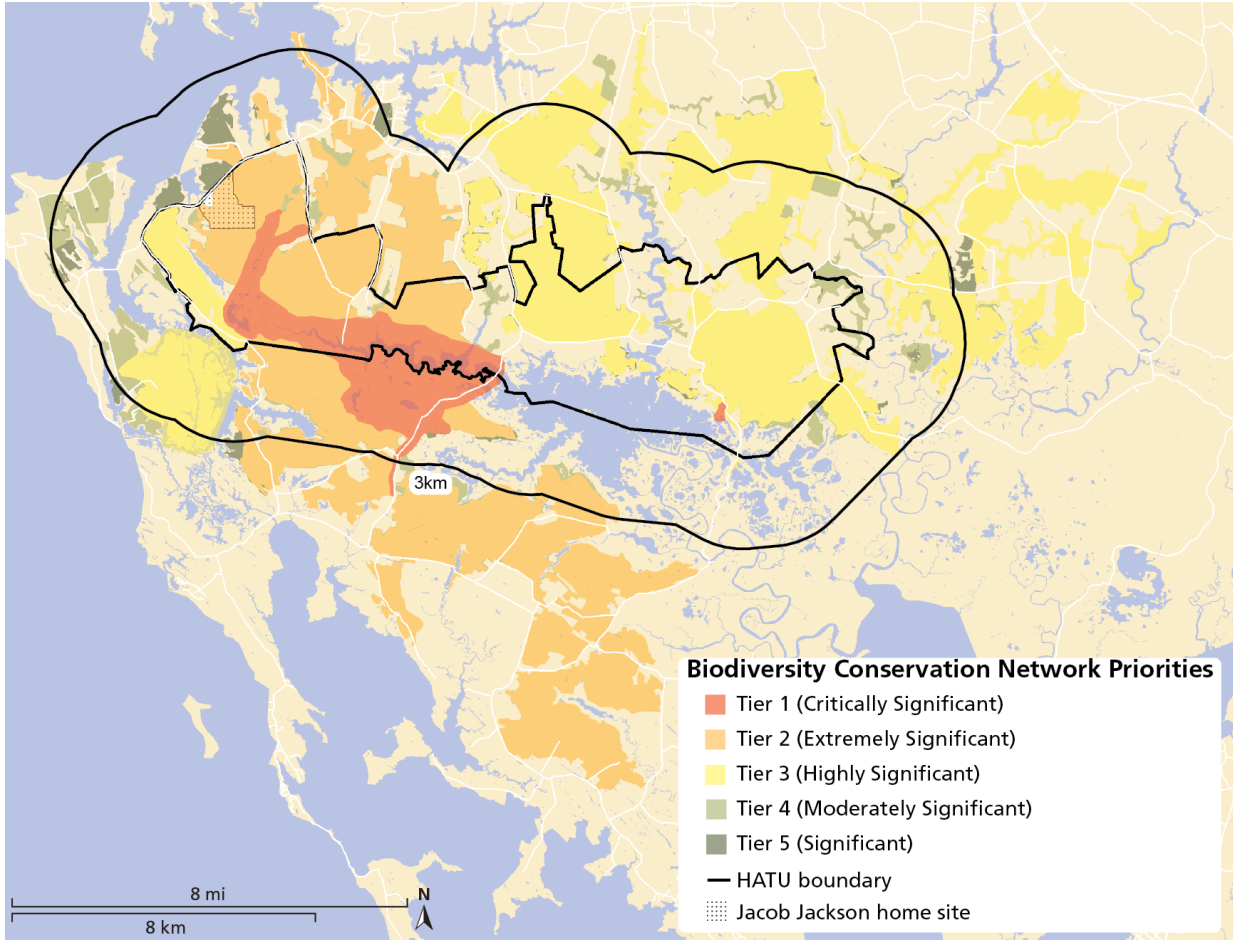 3km
Biodiversity Conservation Network Priorities
Tier 1 (Critically Significant)
Tier 2 (Extremely Significant)
Tier 3 (Highly Significant)
Tier 4 (Moderately Significant)
Tier 5 (Significant)
HATU boundary
Jacob Jackson home site
8 mi
N
8 km